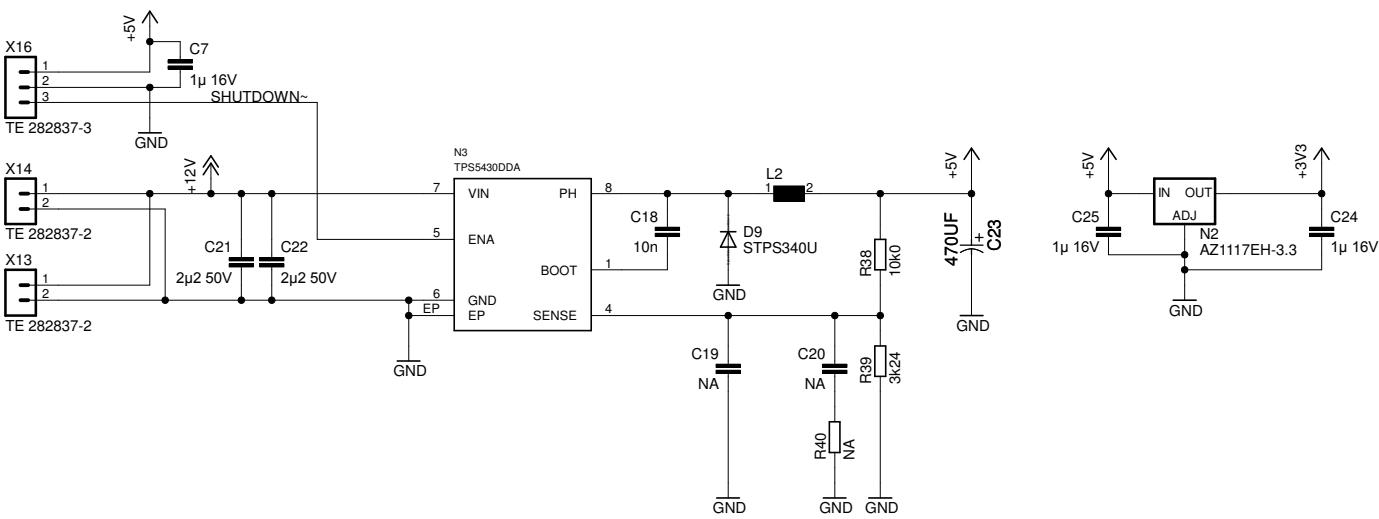 +5V
X16
1
2
3
C7
1µ 16V
SHUTDOWN~
TE 282837-3
GND
X14
1
2
TE 282837-2
+12V
X13
1
2
TE 282837-2
C21
2µ2 50V
C22
2µ2 50V
N3
TPS5430DDA
7
VIN
5
ENA
6
GND
EP
EP
GND
PH
8
BOOT
1
SENSE
4
C18
10n
D9
STPS340U
GND
L2
1
2
R38
10k0
+5V
470UF
+
C23
GND
C19
NA
GND
C20
NA
R40
NA
GND
R39
3k24
GND
+5V
C25
1µ 16V
IN
OUT
ADJ
N2
AZ1117EH-3.3
GND
+3V3
C24
1µ 16V